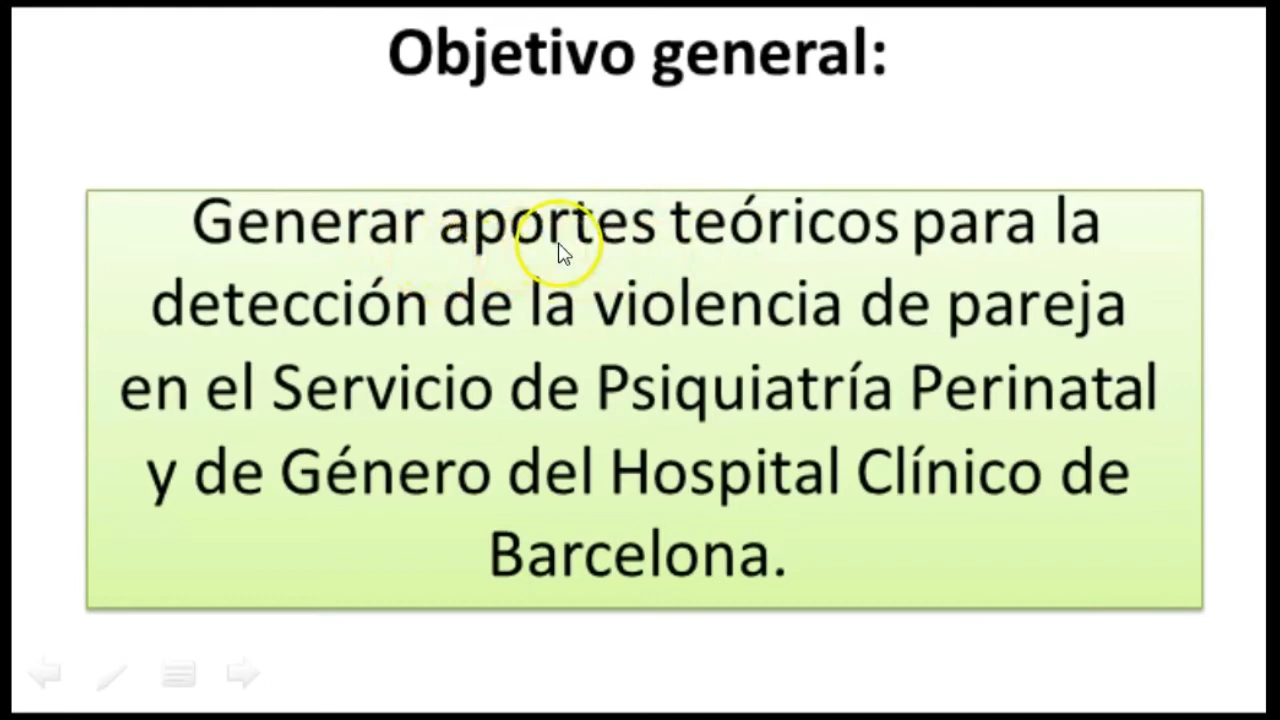 Objetivo general:
Generar aportes teóricos para la
detección de la violencia de pareja
en el Servicio de Psiquiatría Perinatal
y de Género del Hospital Clínico de
Barcelona.